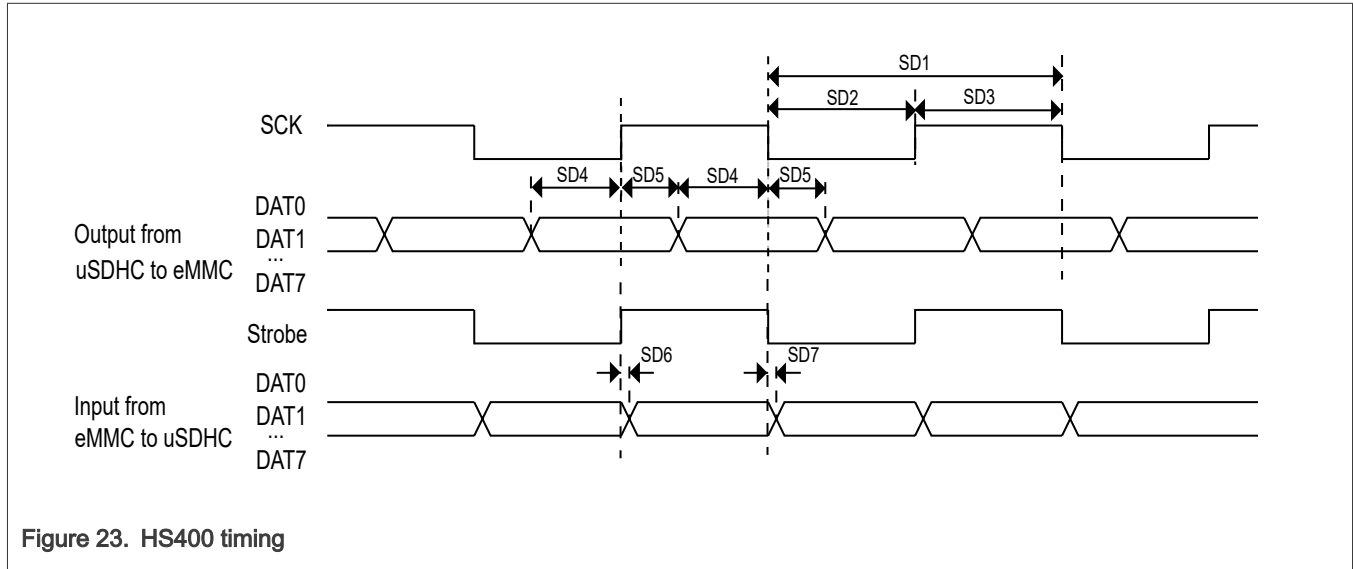 SD1
SD2 SD3
SCK
SD4 SD5 SD4 SD5
DAT0
Output from DAT1
uSDHC to eMMC ...
DAT7
Strobe
SD6 SD7
DAT0
Input from DAT1
eMMC to uSDHC ...
DAT7
Figure 23. HS400 timing